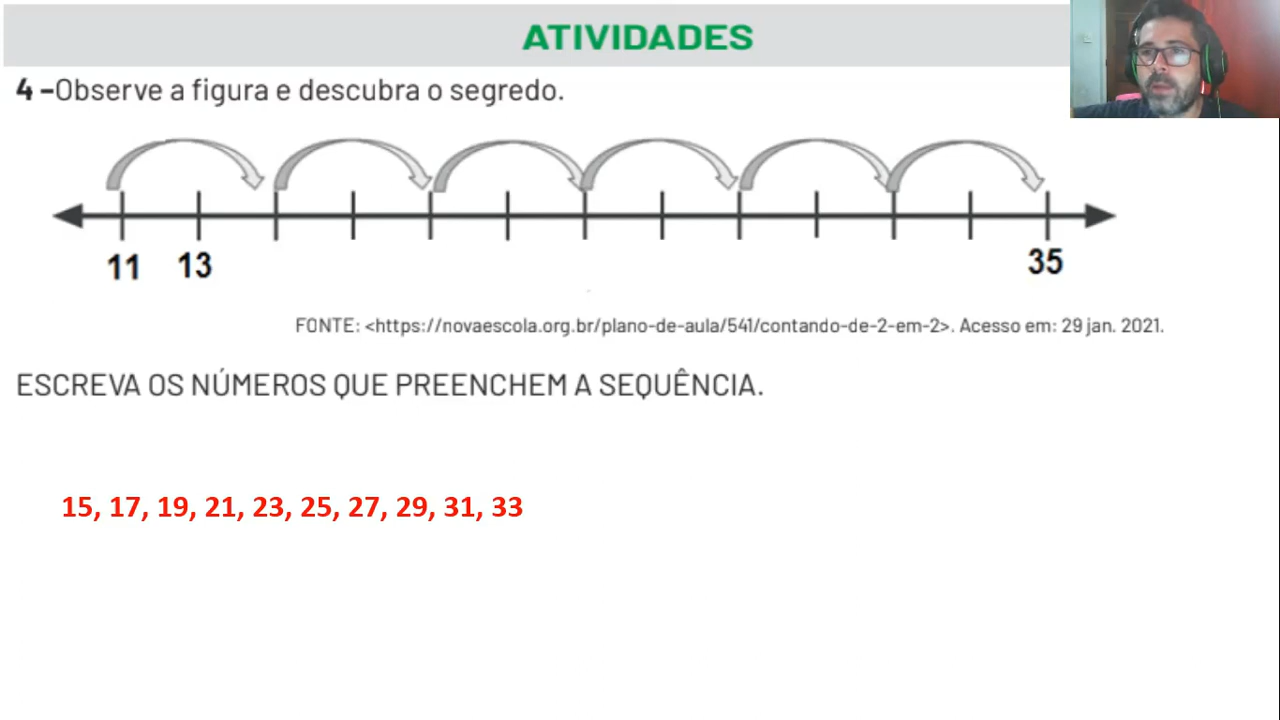 ATIVIDADES
4 –Observe a figura e descubra o segredo.
11 13 35
FONTE: <https://novaescola.org.br/plano-de-aula/541/contando-de-2-em-2>. Acesso em: 29 jan. 2021.
ESCREVA OS NÚMEROS QUE PREENCHEM A SEQUÊNCIA.
15, 17, 19, 21, 23, 25, 27, 29, 31, 33